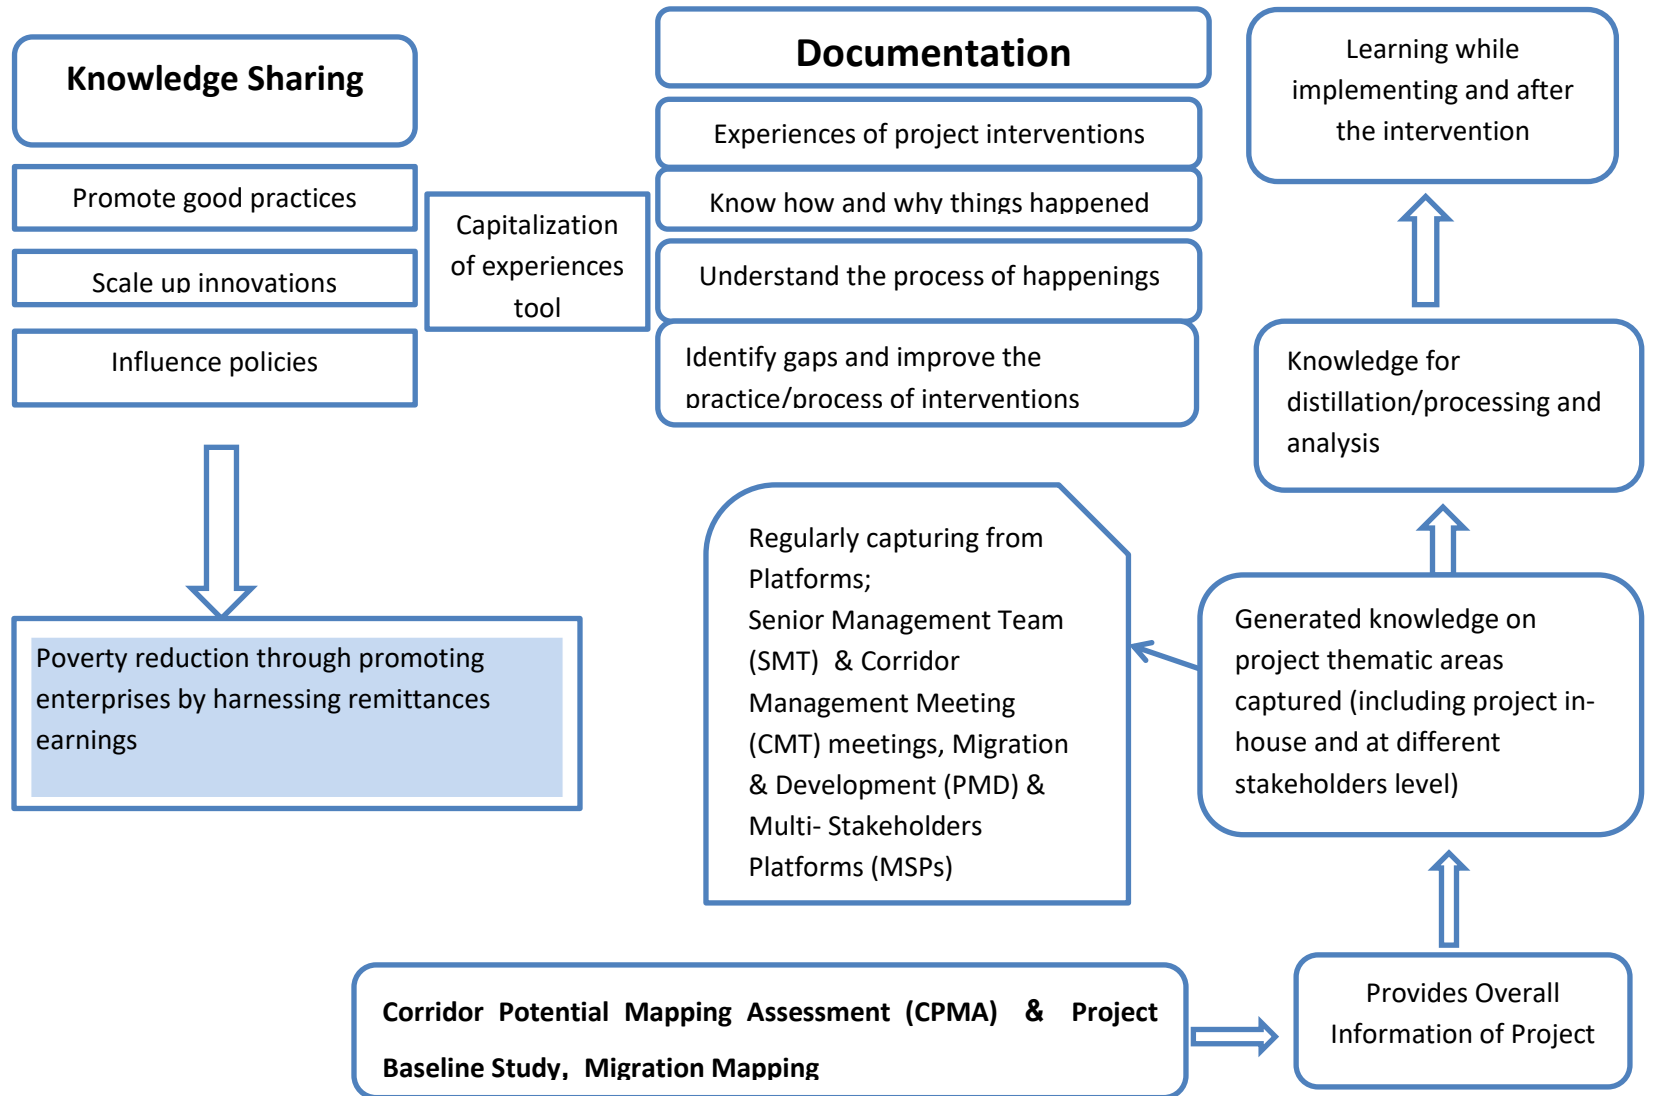 Knowledge Sharing
Promote good practices
Scale up innovations
Influence policies
Poverty reduction through promoting
enterprises by harnessing remittances
earnings
Capitalization
of experiences
tool
Documentation
Experiences of project interventions
Know how and why things happened
Understand the process of happenings
Identify gaps and improve the
practice/process of interventions
Learning while
implementing and after
the intervention
Knowledge for
distillation/processing and
analysis
Regularly capturing from
Platforms;
Senior Management Team
(SMT) & Corridor
Management Meeting
(CMT) meetings, Migration
& Development (PMD) &
Multi- Stakeholders
Platforms (MSPs)
Generated knowledge on
project thematic areas
captured (including project in-
house and at different
stakeholders level)
Corridor Potential Mapping Assessment (CPMA) & Project
Baseline Study, Migration Mapping
Provides Overall
Information of Project